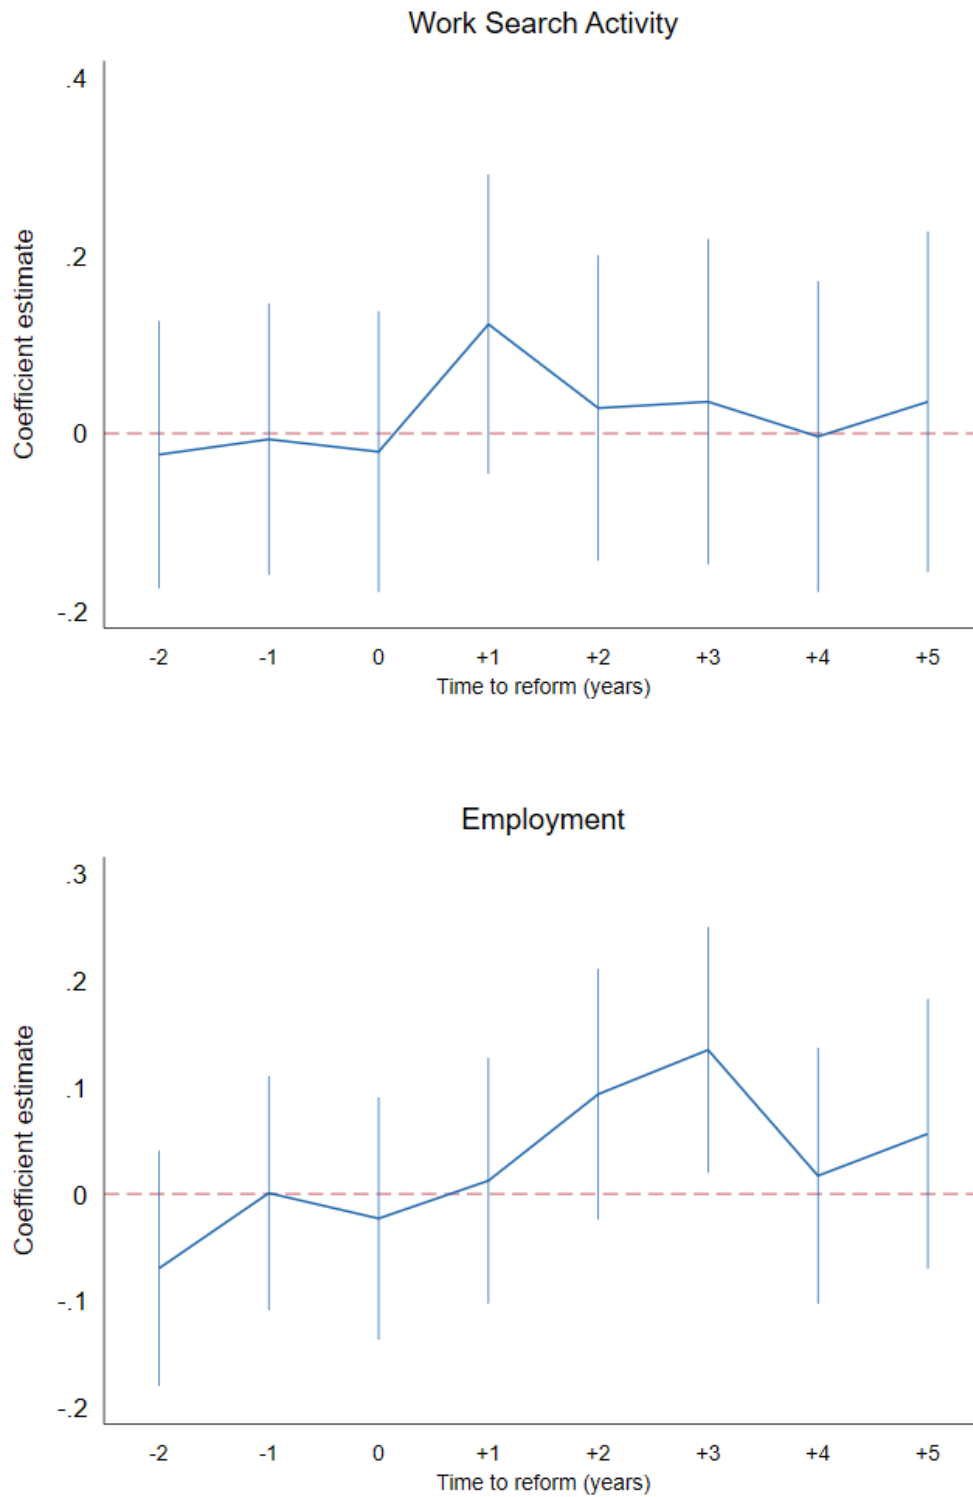 Work Search Activity
Coefficient estimate
.4
.2
0
-.2
-2 -1 0 +1 +2 +3 +4 +5
Time to reform (years)
Employment
Coefficient estimate
.3
.2
.1
0
-.1
-.2
-2 -1 0 +1 +2 +3 +4 +5
Time to reform (years)